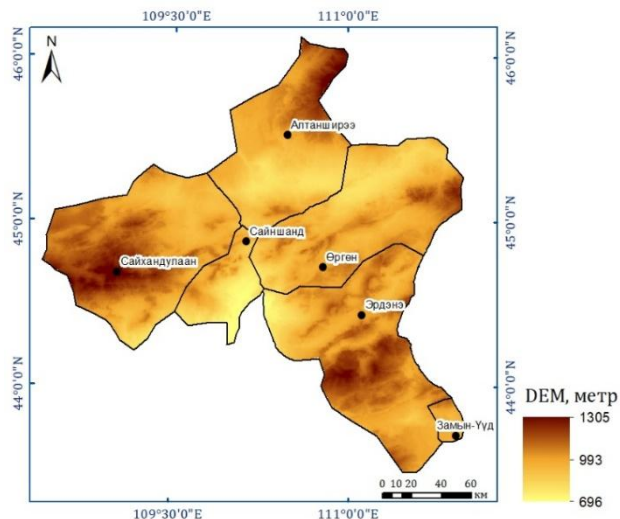 109°30'0"E 111°0'0"E
N
46°0'0"N 46°0'0"N
Алтанширээ
45°0'0"N 45°0'0"N
Сайншанд
Сайхандулаан
Өргөн
Эрдэнэ
44°0'0"N 44°0'0"N
DEM, метр
1305
Замын-Үүд
993
0 10 20 40 60
км
696
109°30'0"E 111°0'0"E